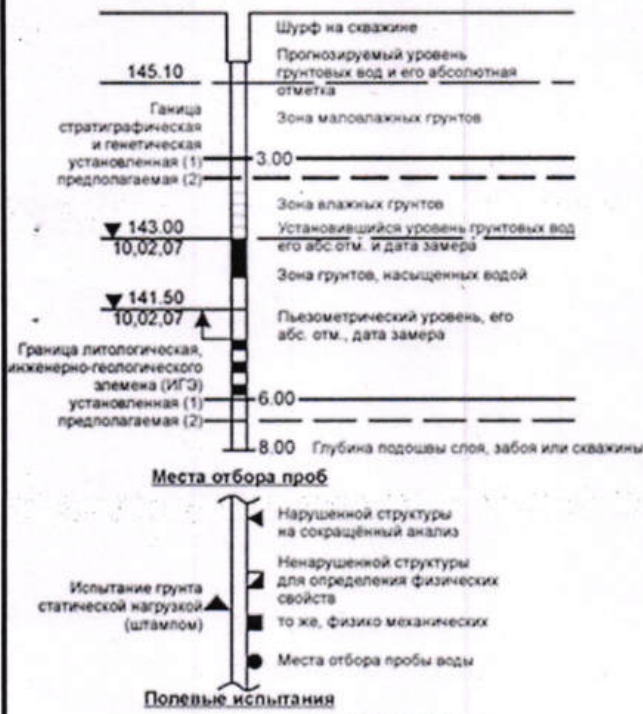 Шурф на скважине
Прогнозируемый уровень
грунтовых вод и его абсолютная
отметка
145.10
Ганица
стратиграфическая
и генетическая
установленная (1)
предполагаемая (2)
Зона маловлажных грунтов
3.00
Зона влажных грунтов
143.00
10,02,07
Установившийся уровень грунтовых вод
его абс.отм. и дата замера
Зона грунтов, насыщенных водой
141.50
10,02,07
Пьезометрический уровень, его
абс. отм., дата замера
Граница литологическая,
инженерно-геологического
элемена (ИГЭ)
установленная (1)
предполагаемая (2)
6.00
8.00 Глубина подошвы слоя, забоя или скважины
Места отбора проб
Нарушенной структуры
на сокращённый анализ
Ненарушенной структуры
для определения физических
свойств
Испытание грунта
статической нагрузкой
(штампом)
то же, физико механических
Места отбора пробы воды
Полевые испытания